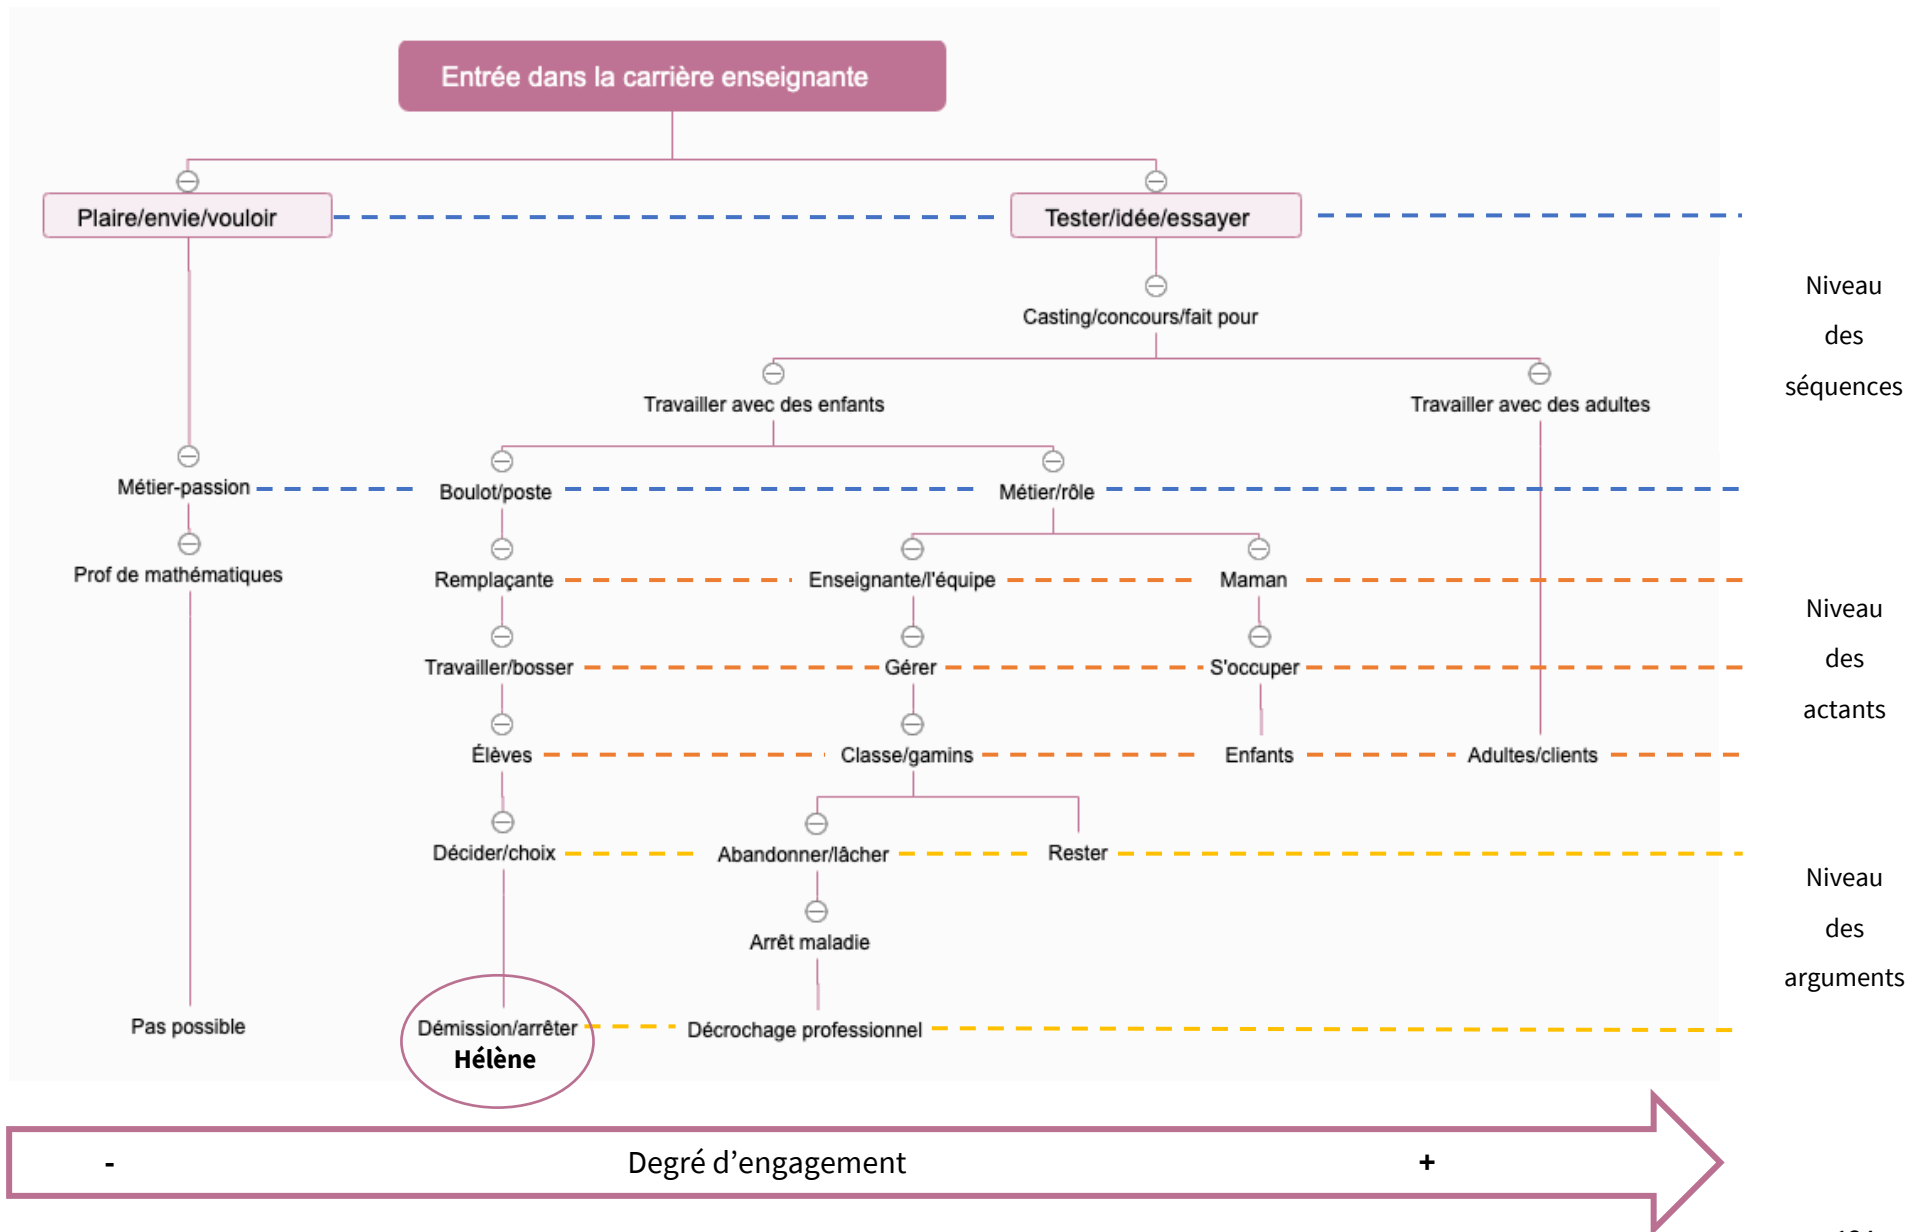 Entrée dans la carrière enseignante
Plaire/envie/vouloir
Tester/idée/essayer
Casting/concours/fait pour
Travailler avec des enfants
Travailler avec des adultes
Niveau
des
séquences
Métier-passion
Boulot/poste
Métier/rôle
Prof de mathématiques
Remplaçante
Enseignante/l'équipe
Maman
Travailler/bosser
Gérer
S'occuper
Élèves
Classe/gamins
Enfants
Adultes/clients
Niveau
des
actants
Décider/choix
Abandonner/lâcher
Rester
Arrêt maladie
Pas possible
Démission/arrêter
Hélène
Décrochage professionnel
Niveau
des
arguments
-
Degré d’engagement
+